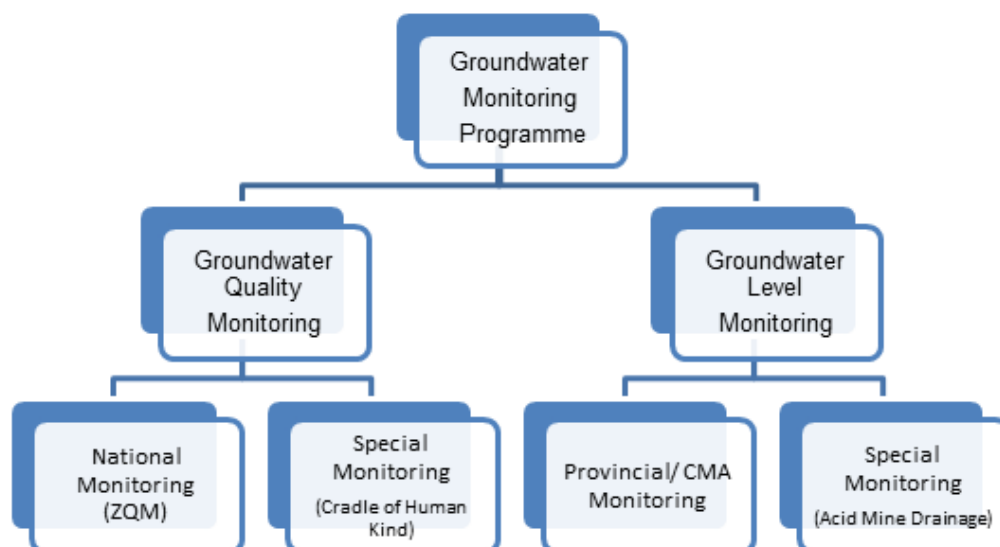 Groundwater
Monitoring
Programme
Groundwater
Quality
Monitoring
Groundwater
Level
Monitoring
National
Monitoring
(ZQM)
Special
Monitoring
(Cradle of Human
Kind)
Provincial/ CMA
Monitoring
Special
Monitoring
(Acid Mine Drainage)